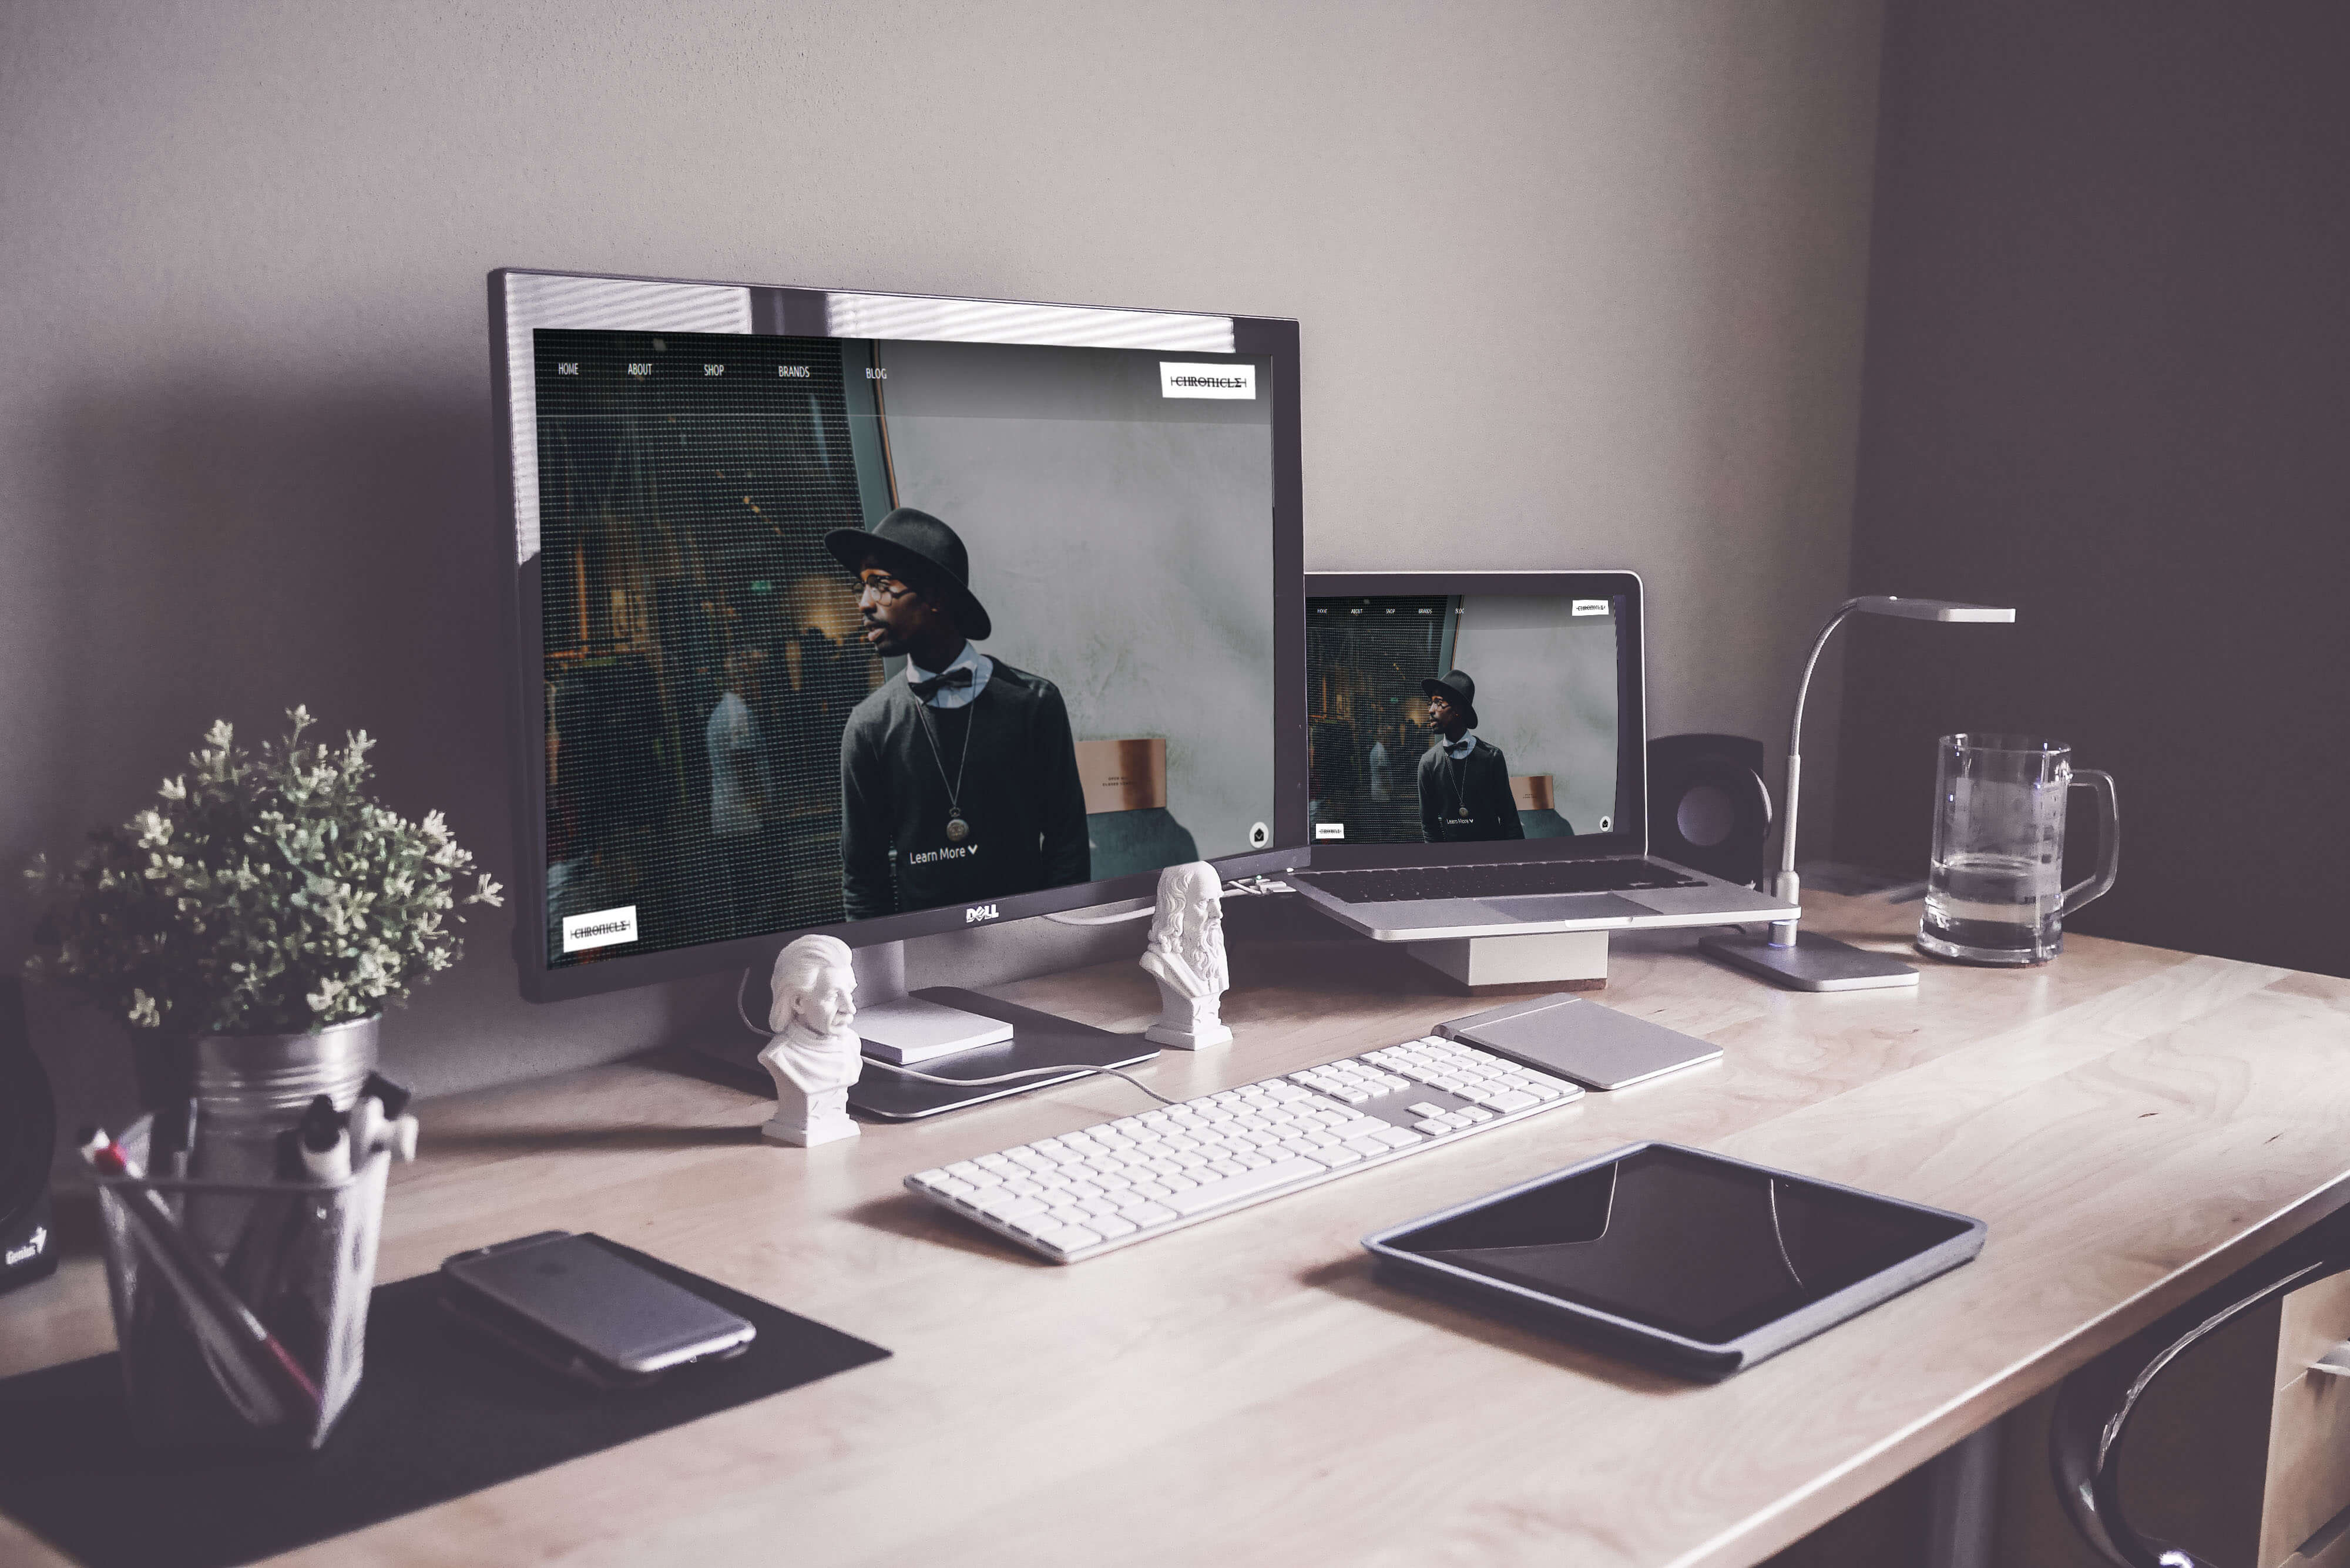 HOME ABOUT SHOP BRANDS BLOG
CHRONICLE
Learn More
CHRONICLE
DELL
HOME ABOUT SHOP BRANDS BLOG
CHRONICLE
Learn More
CHRONICLE
Genius